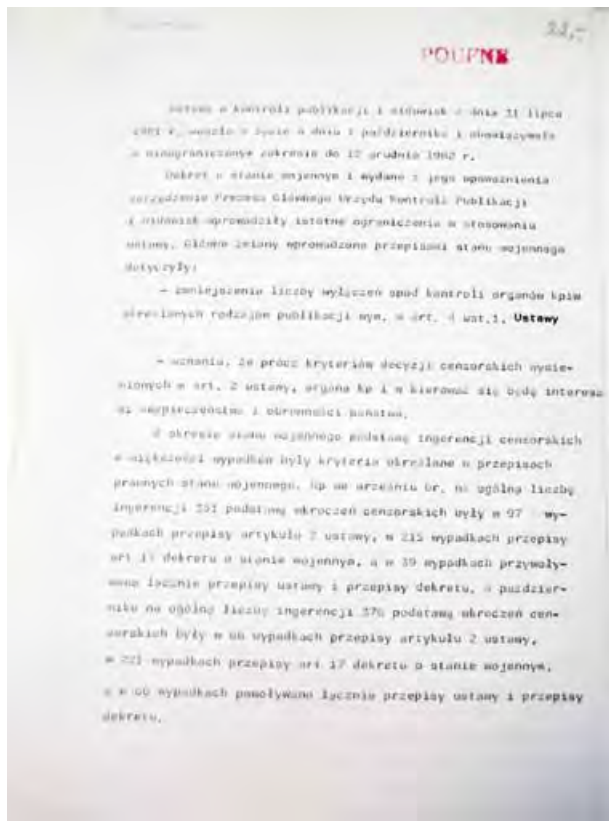 22,-
POUFNE
Ustawa o kontroli publikacji i widowisk z dnia 31 lipca
1981 r. weszła w życie z dniu 1 października i obowiązywała
w nieograniczonym zakresie do 12 grudnia r.
Dekret o stanie wojennym i wydane z jego upoważnienia
zarządzenie Prezesa Głównego Urzędu Kontroli Publikacji
i Widowisk wprowadziły istotne ograniczenia w stosowaniu
ustawy. Główne zmiany wprowadzone przepisami stanu wojennego
dotyczyły:
- zmniejszenia liczby wyłączeń spod kontroli organów kpiw
określonych rodzajów publikacji wym. w art. 4 ust.1. Ustawy
- uznania, że prócz kryteriów decyzji cenzorskich wymie-
nionych w art. 2 ustawy, organa kp i w kierować się będą interesa
mi bezpieczeństwa i obronności państwa.
W okresie stanu wojennego podstawą ingerencji cenzorskich
w większości wypadków były kryteria określane w przepisach
prawnych stanu wojennego. Np we wrześniu br. na ogólną liczbę
ingerencji 351 podstawą wkroczeń cenzorskich były w 97 wy-
padkach przepisy artykułu 2 ustawy, w 215 wypadkach przepisy
art 17 dekretu o stanie wojennym, a w 39 wypadkach przywoły-
wano łącznie przepisy ustawy i przepisy dekretu. W paździer-
niku na ogólną liczbę ingerencji 376 podstawą wkroczeń cen-
zorskich były w wypadkach przepisy artykułu 2 ustawy,
w 221 wypadkach przepisy art 17 dekretu o stanie wojennym,
a w wypadkach powoływano łącznie przepisy ustawy i przepisy
dekretu.